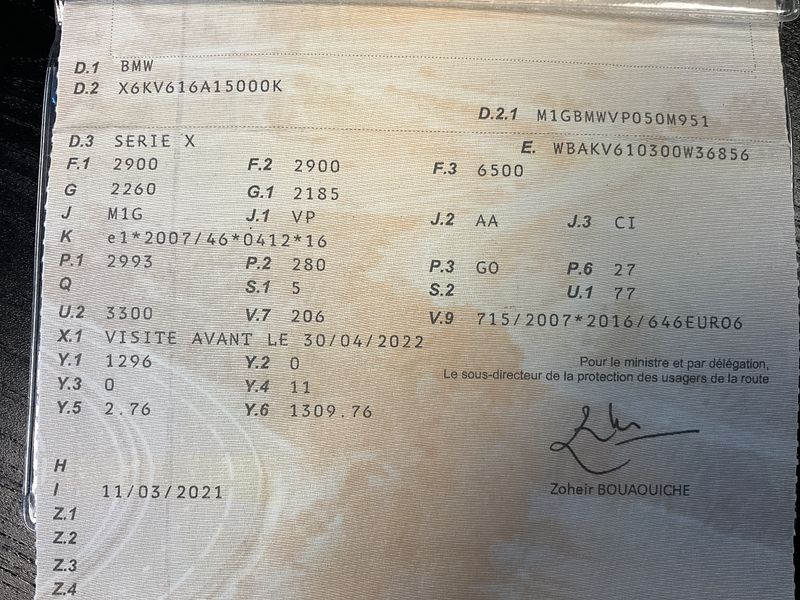 D.1 BMW
D.2 X6KV616A15000K
D.2.1 M1GBMWVP050M951
D.3 SERIE X
E. WBAKV610300W36856
F.1 2900 F.2 2900 F.3 6500
G 2260 G.1 2185
J M1G J.1 VP J.2 AA J.3 CI
K e1*2007/46*0412*16
P.1 2993 P.2 280 P.3 GO P.6 27
Q S.1 5 S.2 U.1 77
U.2 3300 V.7 206 V.9 715/2007*2016/646EURO6
X.1 VISITE AVANT LE 30/04/2022
Y.1 1296 Y.2 0
Pour le ministre et par délégation,
Le sous-directeur de la protection des usagers de la route
Y.3 0 Y.4 11
Y.5 2.76 Y.6 1309.76
H
I 11/03/2021
Zoheir BOUAOUICHE
Z.1
Z.2
Z.3
Z.4